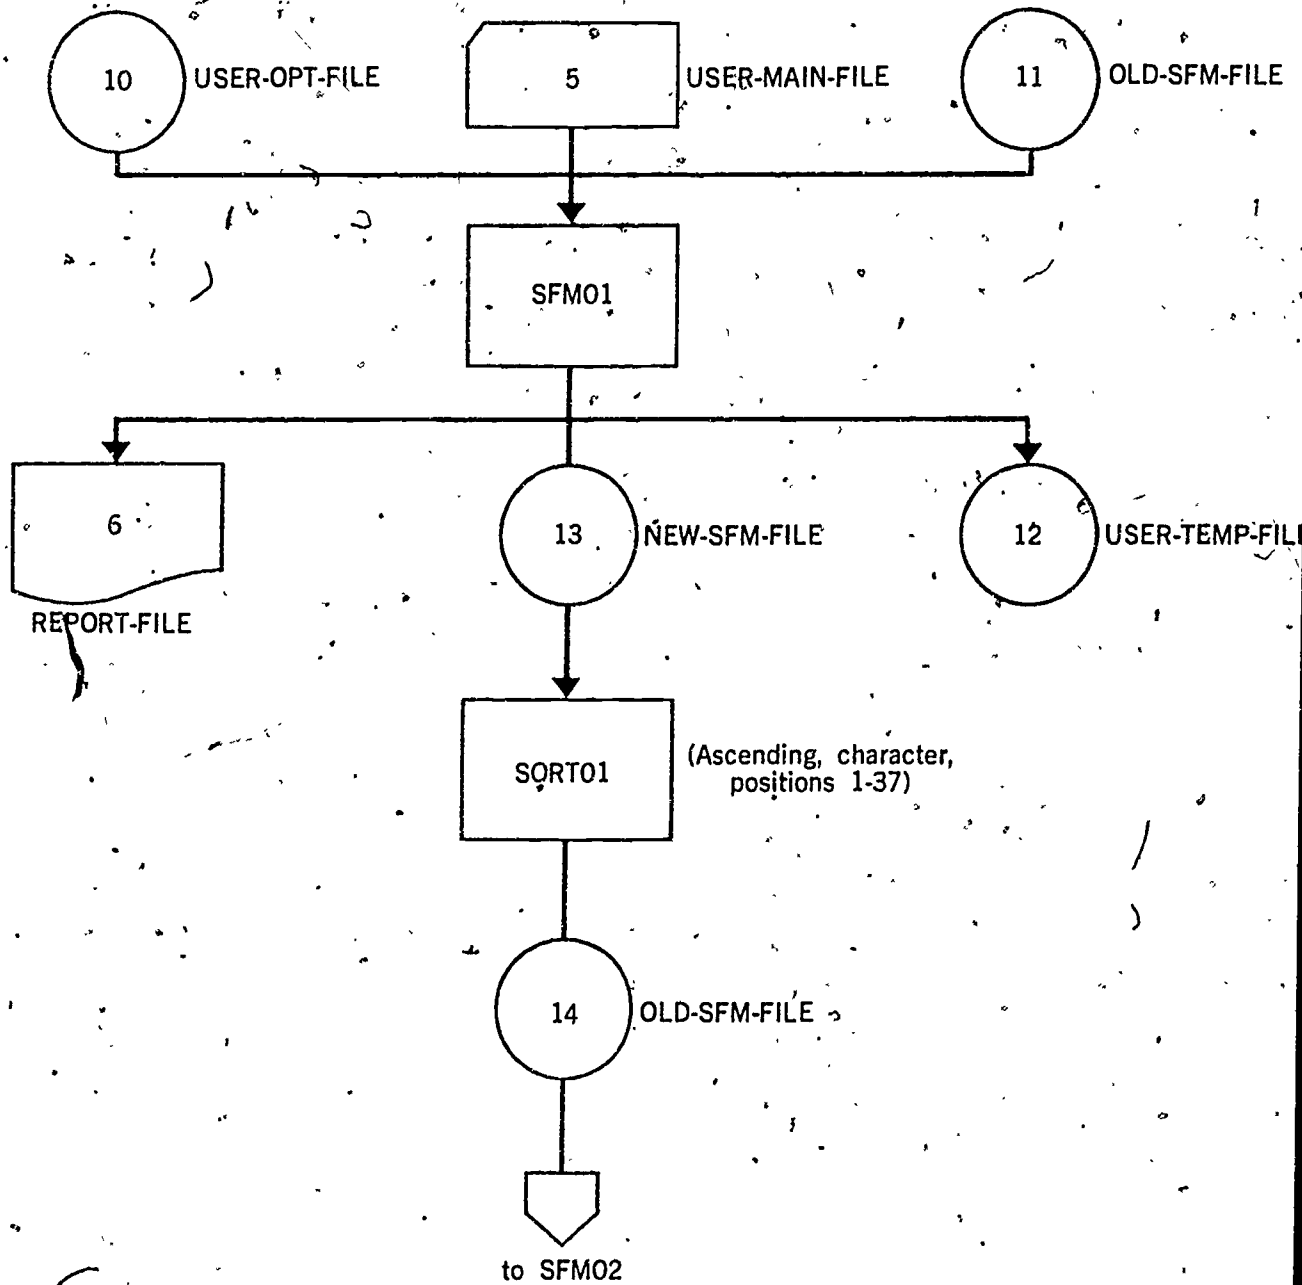 10 USER-OPT-FILE
5 USER-MAIN-FILE
11 OLD-SFM-FILE
SFM01
6
REPORT-FILE
13 NEW-SFM-FILE
12 USER-TEMP-FIL
SORT01
(Ascending, character,
positions 1-37)
14 OLD-SFM-FILE
to SFM02